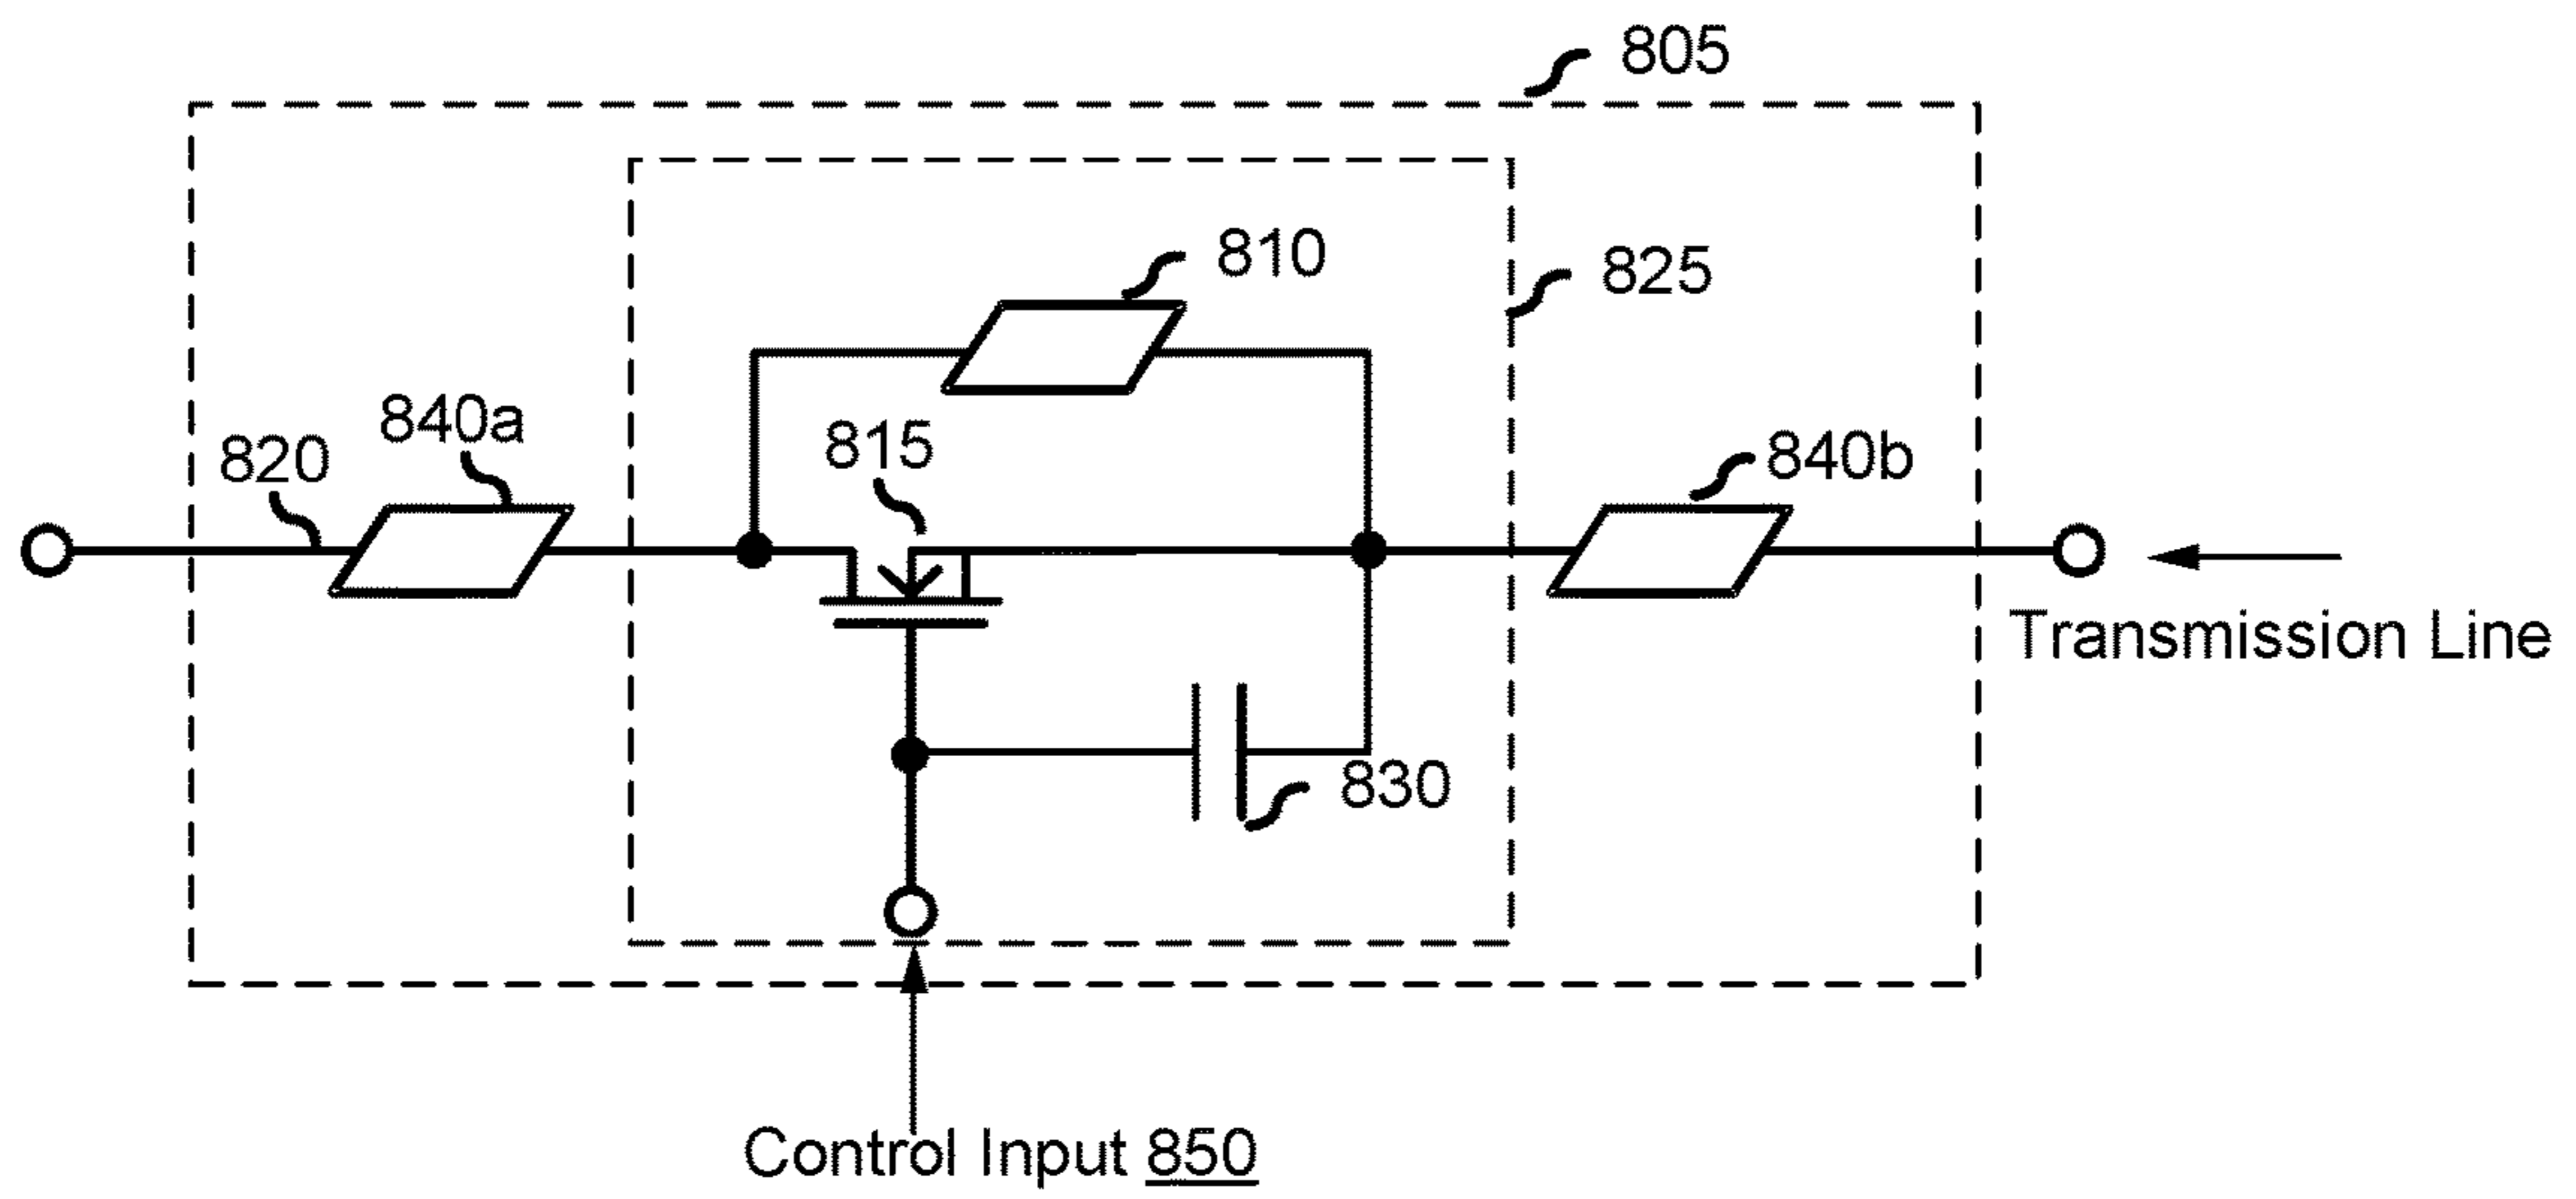 805
810
825
840a
820
815
840b
Transmission Line
830
Control Input 850